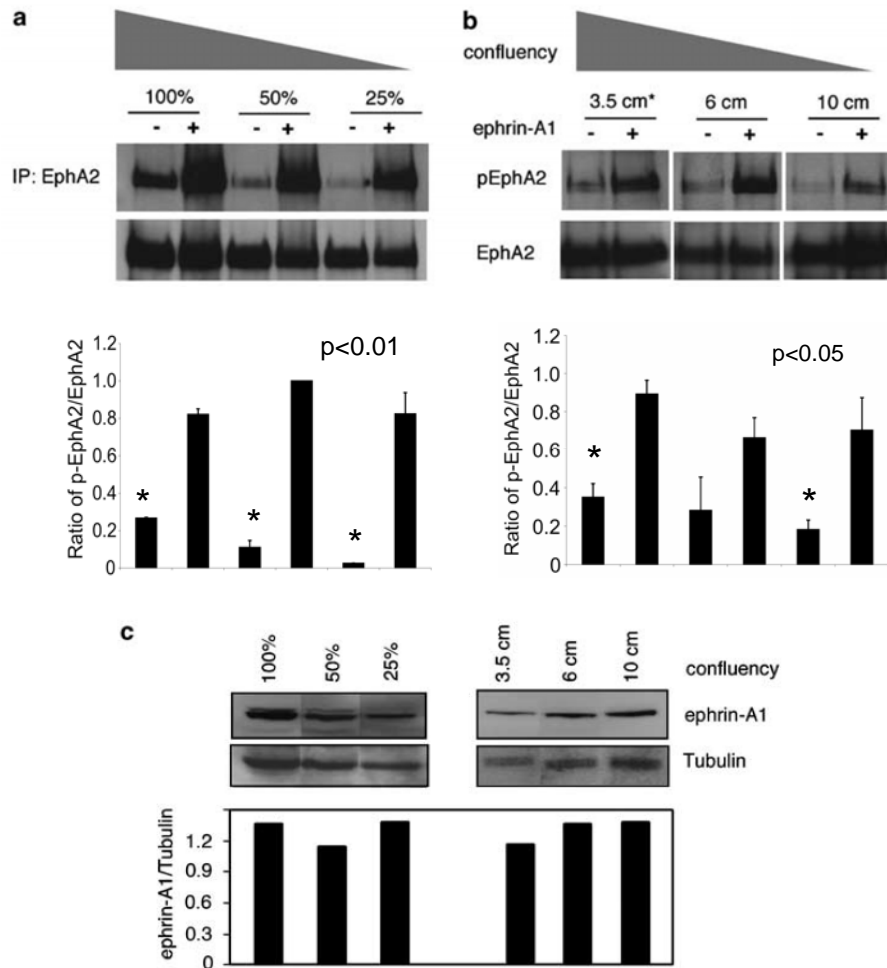 a
100% 50% 25%
- + - + - +
IP: EphA2
Ratio of p-EphA2/EphA2
1.2
1.0
0.8
0.6
0.4
0.2
0
p<0.01
*
*
*
b
confluency
3.5 cm* 6 cm 10 cm
ephrin-A1 - + - + - +
pEphA2
EphA2
Ratio of p-EphA2/EphA2
1.2
1.0
0.8
0.6
0.4
0.2
0
p<0.05
*
*
c
100% 50% 25% 3.5 cm 6 cm 10 cm
confluency
ephrin-A1
Tubulin
ephrin-A1/Tubulin
1.2
0.9
0.6
0.3
0